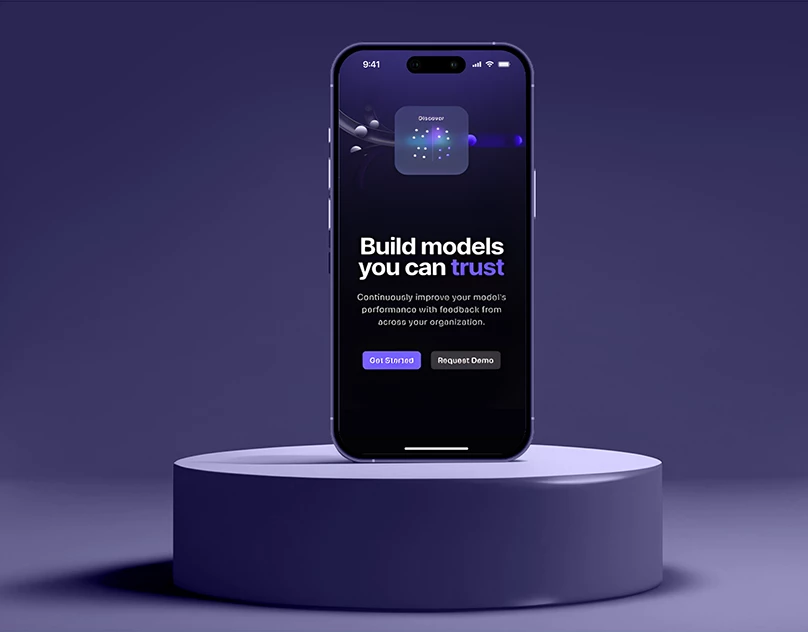 9:41
Discover
Build models
you can trust
Continuously improve your model's
performance with feedback from
across your organization.
Get Started
Request Demo